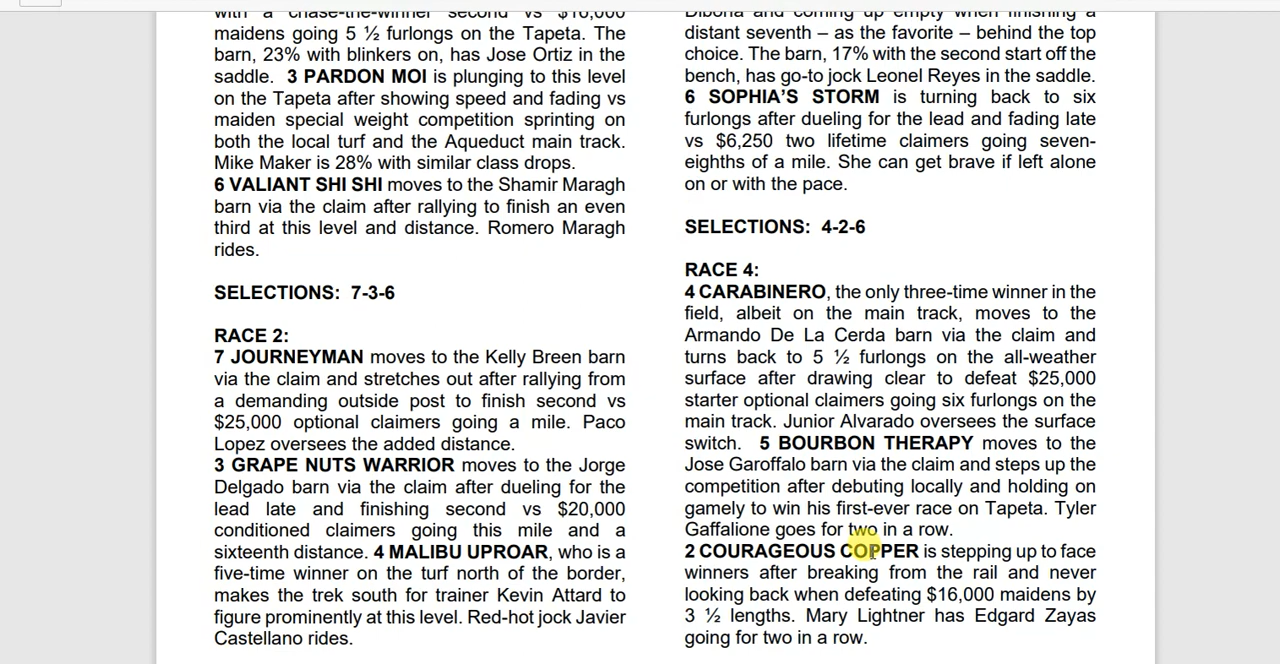 with a chase-the-winner second vs $16,000
maidens going 5 ½ furlongs on the Tapeta. The
barn, 23% with blinkers on, has Jose Ortiz in the
saddle. 3 PARDON MOI is plunging to this level
on the Tapeta after showing speed and fading vs
maiden special weight competition sprinting on
both the local turf and the Aqueduct main track.
Mike Maker is 28% with similar class drops.
6 VALIANT SHI SHI moves to the Shamir Maragh
barn via the claim after rallying to finish an even
third at this level and distance. Romero Maragh
rides.
SELECTIONS: 7-3-6
RACE 2:
7 JOURNEYMAN moves to the Kelly Breen barn
via the claim and stretches out after rallying from
a demanding outside post to finish second vs
$25,000 optional claimers going a mile. Paco
Lopez oversees the added distance.
3 GRAPE NUTS WARRIOR moves to the Jorge
Delgado barn via the claim after dueling for the
lead late and finishing second vs $20,000
conditioned claimers going this mile and a
sixteenth distance. 4 MALIBU UPROAR, who is a
five-time winner on the turf north of the border,
makes the trek south for trainer Kevin Attard to
figure prominently at this level. Red-hot jock Javier
Castellano rides.
Dibona and coming up empty when finishing a
distant seventh – as the favorite – behind the top
choice. The barn, 17% with the second start off the
bench, has go-to jock Leonel Reyes in the saddle.
6 SOPHIA'S STORM is turning back to six
furlongs after dueling for the lead and fading late
vs $6,250 two lifetime claimers going seven-
eighths of a mile. She can get brave if left alone
on or with the pace.
SELECTIONS: 4-2-6
RACE 4:
4 CARABINERO, the only three-time winner in the
field, albeit on the main track, moves to the
Armando De La Cerda barn via the claim and
turns back to 5 ½ furlongs on the all-weather
surface after drawing clear to defeat $25,000
starter optional claimers going six furlongs on the
main track. Junior Alvarado oversees the surface
switch. 5 BOURBON THERAPY moves to the
Jose Garoffalo barn via the claim and steps up the
competition after debuting locally and holding on
gamely to win his first-ever race on Tapeta. Tyler
Gaffalione goes for two in a row.
2 COURAGEOUS COPPER is stepping up to face
winners after breaking from the rail and never
looking back when defeating $16,000 maidens by
3 ½ lengths. Mary Lightner has Edgard Zayas
going for two in a row.